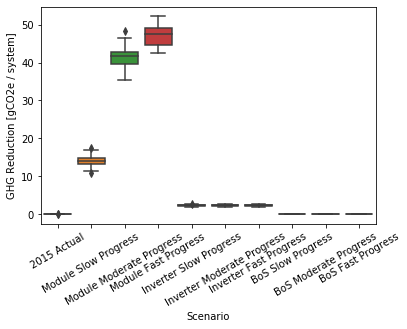 GHG Reduction [gCO2e / system]
50
40
30
20
10
0
2015 Actual
Module Slow Progress
Module Moderate Progress
Module Fast Progress
Inverter Slow Progress
Inverter Moderate Progress
Inverter Fast Progress
BoS Slow Progress
BoS Moderate Progress
BoS Fast Progress
Scenario